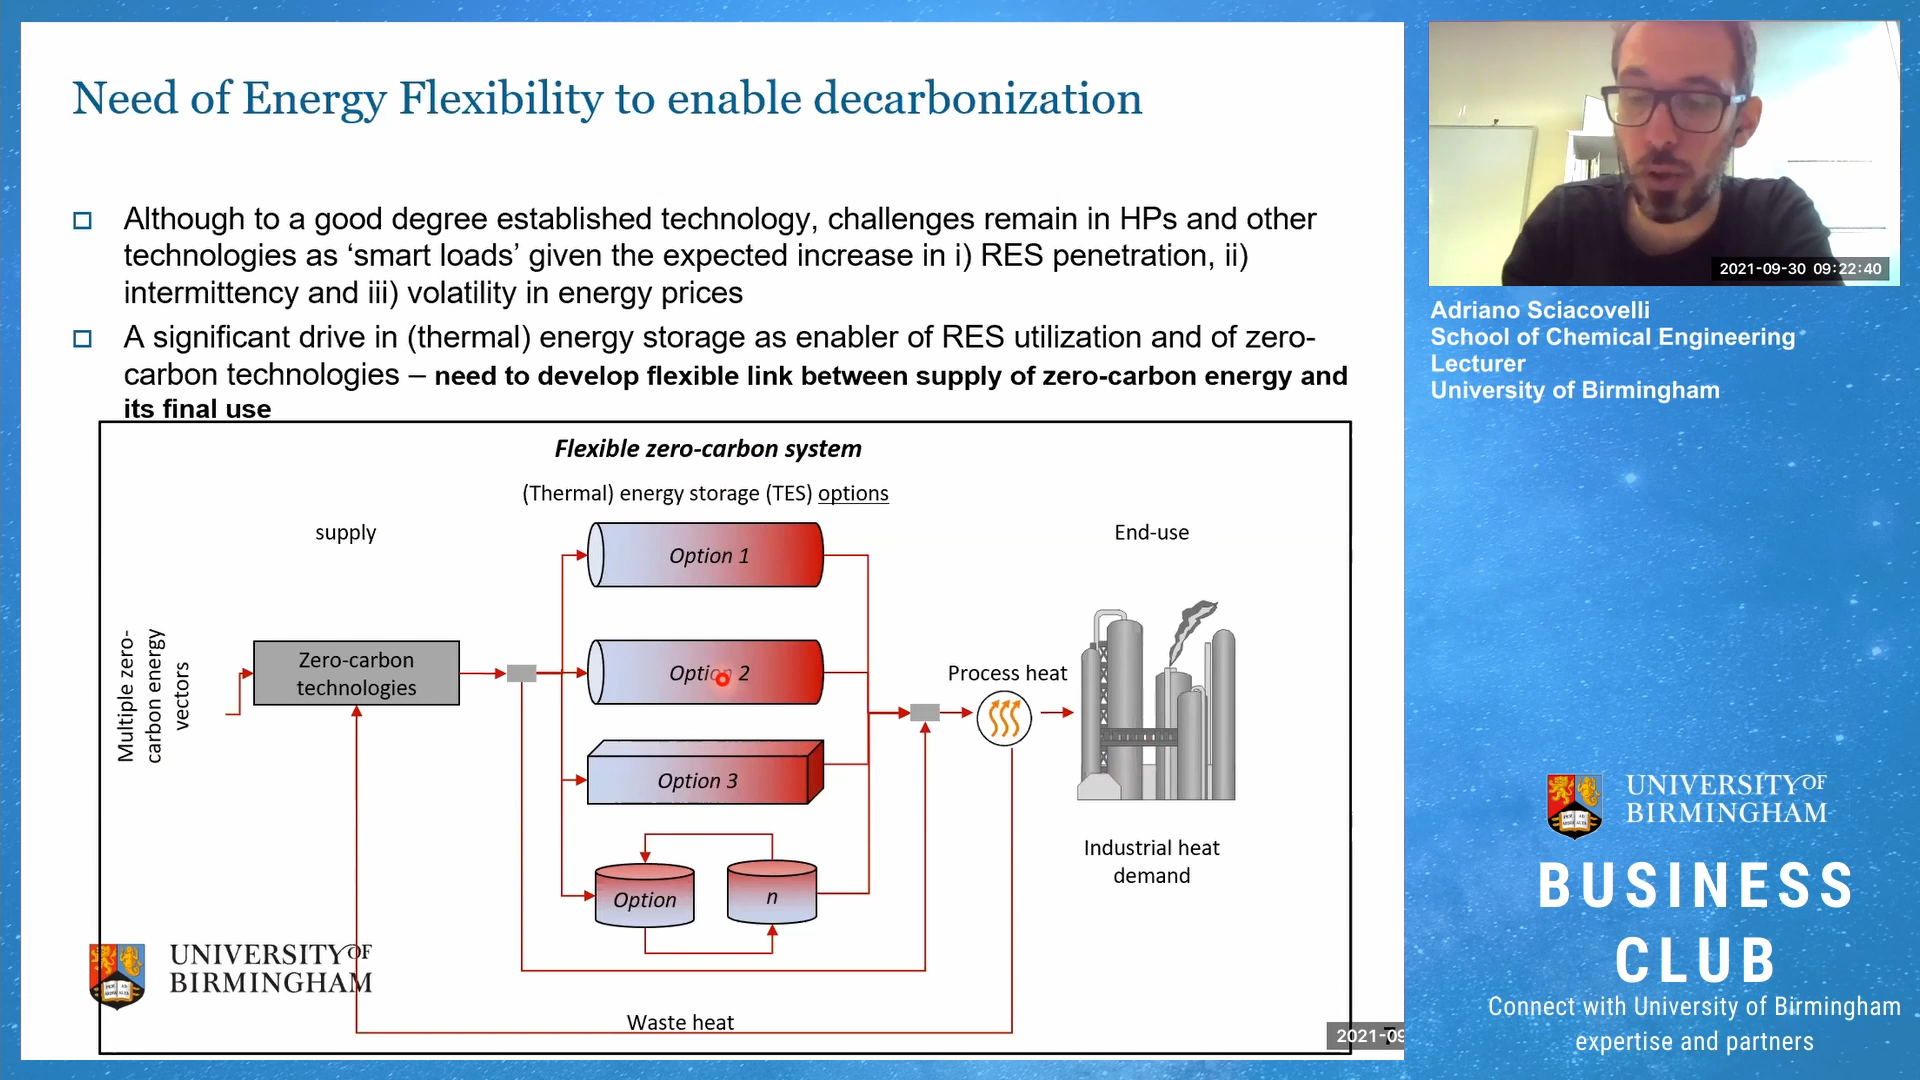 Need of Energy Flexibility to enable decarbonization
Although to a good degree established technology, challenges remain in HPs and other
technologies as ‘smart loads’ given the expected increase in i) RES penetration, ii)
intermittency and iii) volatility in energy prices
A significant drive in (thermal) energy storage as enabler of RES utilization and of zero-
carbon technologies – need to develop flexible link between supply of zero-carbon energy and
its final use
Flexible zero-carbon system
(Thermal) energy storage (TES) options
supply
End-use
Option 1
Multiple zero-
carbon energy
vectors
Zero-carbon
technologies
Option 2
Process heat
Option 3
Option
n
Industrial heat
demand
Waste heat
UNIVERSITY OF
BIRMINGHAM
2021-09
7
2021-09-30 09:22:40
Adriano Sciacovelli
School of Chemical Engineering
Lecturer
University of Birmingham
UNIVERSITY OF
BIRMINGHAM
BUSINESS
CLUB
Connect with University of Birmingham
expertise and partners